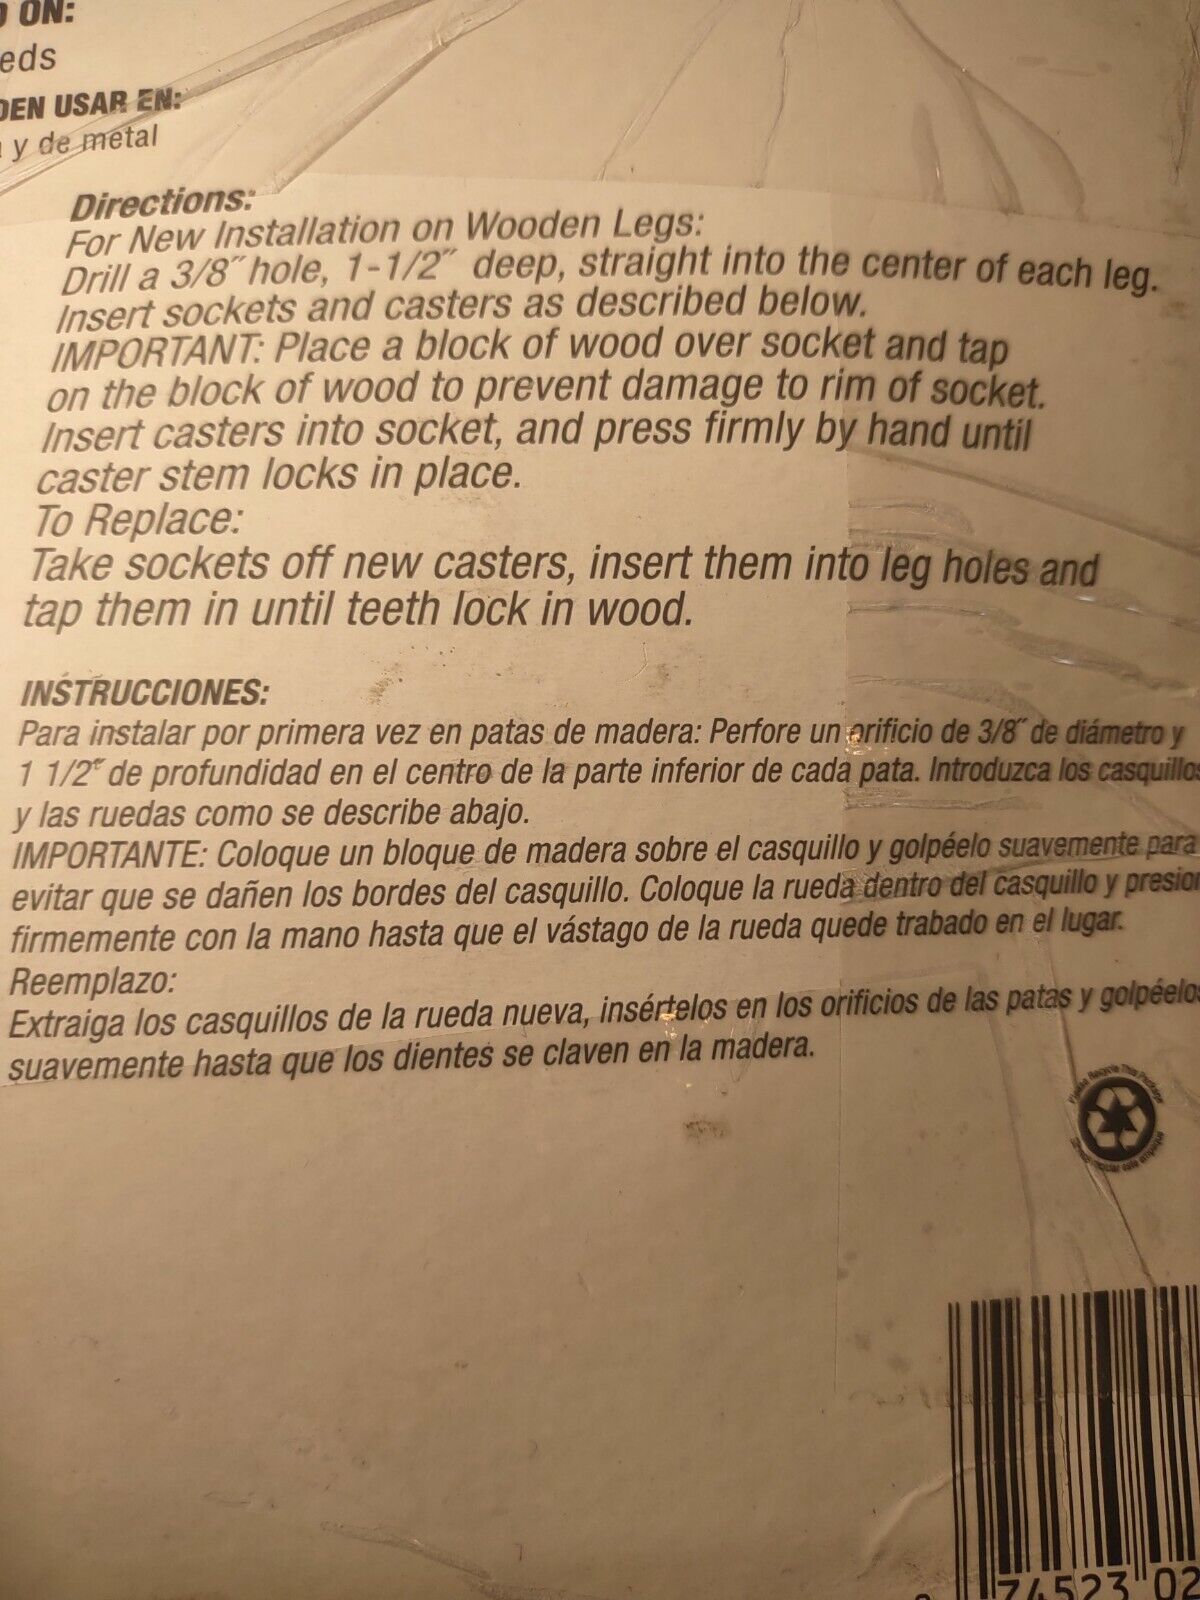 ON:
eds
DEN USAR EN:
y de metal
Directions:
For New Installation on Wooden Legs:
Drill a 3/8˝ hole, 1-1/2˝ deep, straight into the center of each leg.
Insert sockets and casters as described below.
IMPORTANT: Place a block of wood over socket and tap
on the block of wood to prevent damage to rim of socket.
Insert casters into socket, and press firmly by hand until
caster stem locks in place.
To Replace:
Take sockets off new casters, insert them into leg holes and
tap them in until teeth lock in wood.
INSTRUCCIONES:
Para instalar por primera vez en patas de madera: Perfore un orificio de 3/8˝ de diámetro y
1 1/2˝ de profundidad en el centro de la parte inferior de cada pata. Introduzca los casquillos
y las ruedas como se describe abajo.
IMPORTANTE: Coloque un bloque de madera sobre el casquillo y golpéelo suavemente para
evitar que se dañen los bordes del casquillo. Coloque la rueda dentro del casquillo y presion
firmemente con la mano hasta que el vástago de la rueda quede trabado en el lugar.
Reemplazo:
Extraiga los casquillos de la rueda nueva, insértelos en los orificios de las patas y golpéelos
suavemente hasta que los dientes se claven en la madera.
Please Recycle This Package
74523 02